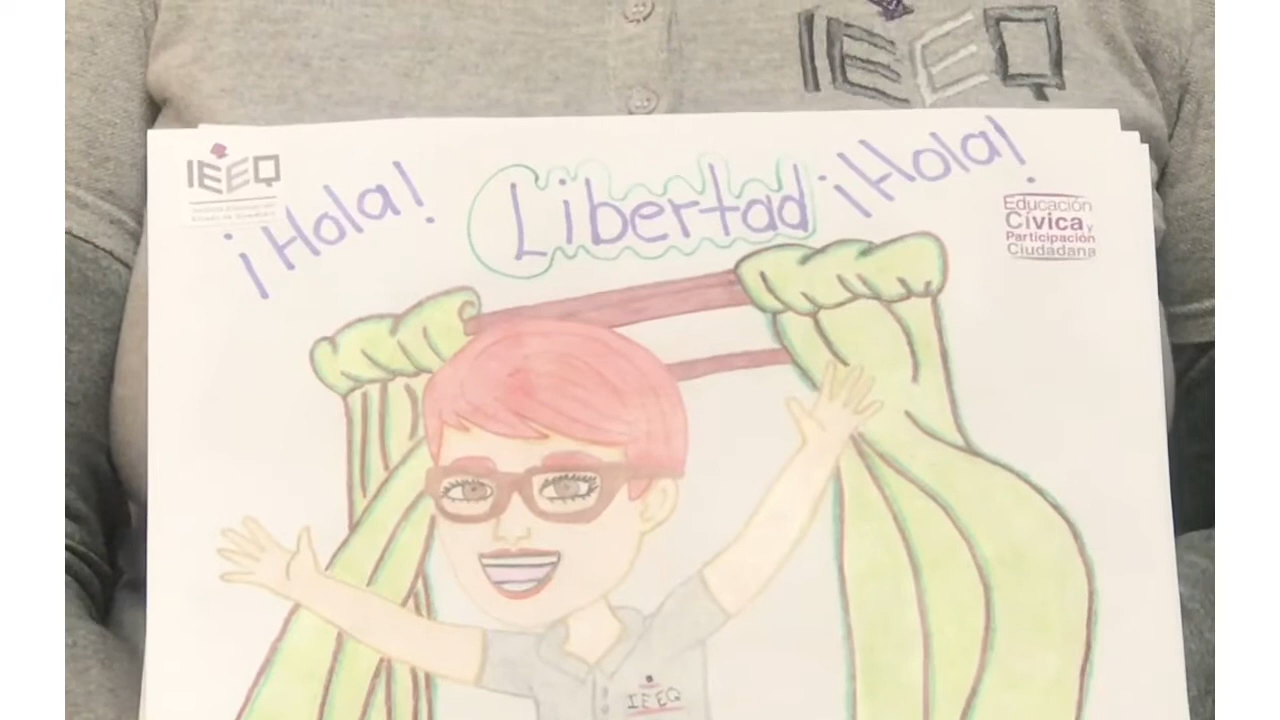 IEEQ
IEEQ
¡Hola! Libertad ¡Hola!
Educación
Cívica y
Participación
Ciudadana
IEEQ